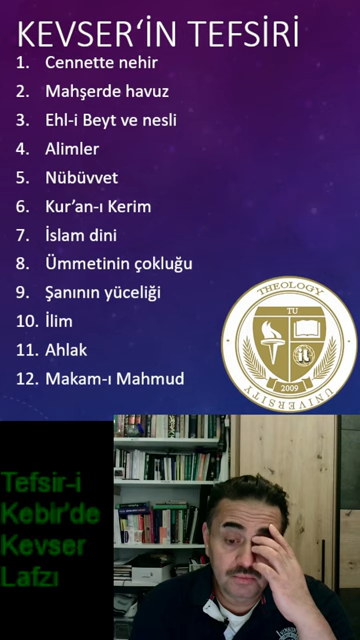 KEVSER‘İN TEFSİRİ
1. Cennette nehir
2. Mahşerde havuz
3. Ehl-i Beyt ve nesli
4. Alimler
5. Nübüvvet
6. Kur’an-ı Kerim
7. İslam dini
8. Ümmetinin çokluğu
9. Şanının yüceliği
10. İlim
11. Ahlak
12. Makam-ı Mahmud
THEOLOGY
TU
2009
UNIVERSITY
Tefsir-i
Kebir'de
Kevser
Lafzı